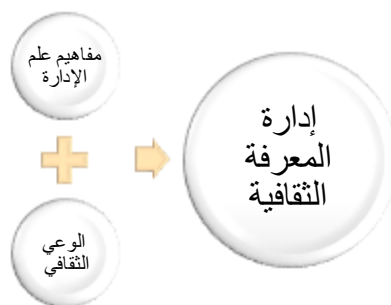 مفاهيم علم
الإدارة
الوعي
الثقافي
إدارة
المعرفة
الثقافية